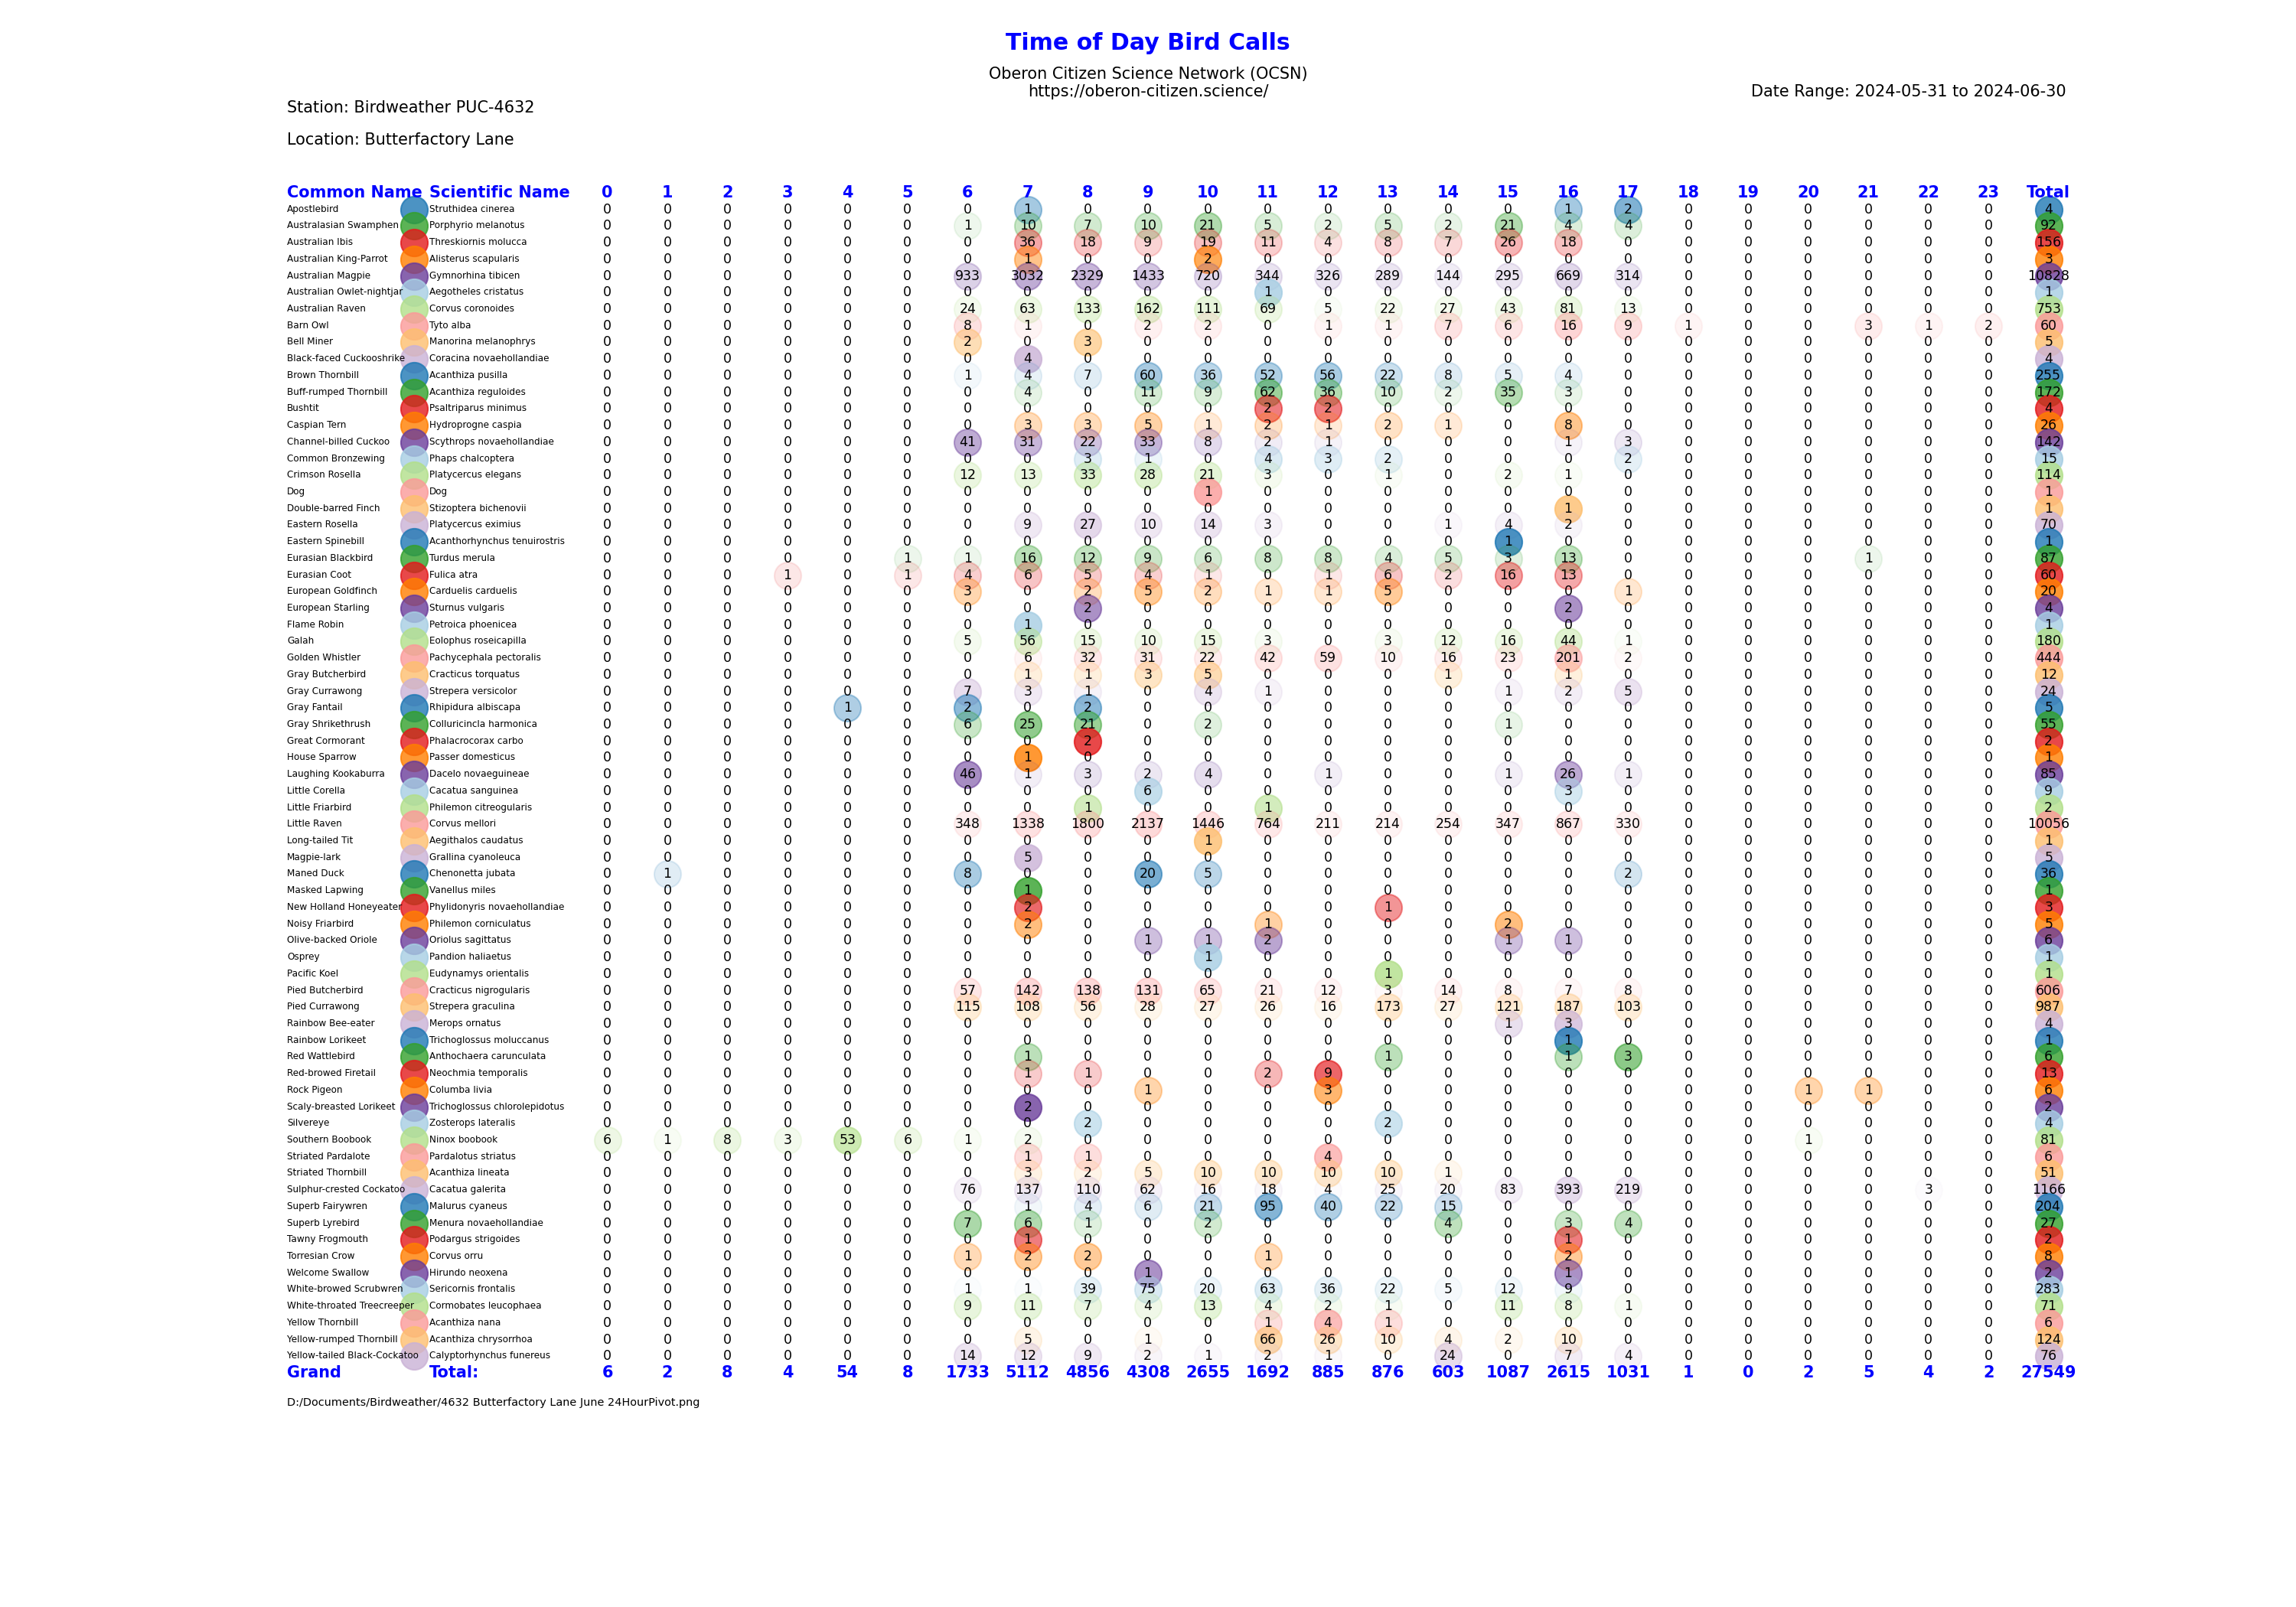 Time of Day Bird Calls
Oberon Citizen Science Network (OCSN)
https://oberon-citizen.science/
Date Range: 2024-05-31 to 2024-06-30
Station: Birdweather PUC-4632
Location: Butterfactory Lane
Common Name Scientific Name 0 1 2 3 4 5 6 7 8 9 10 11 12 13 14 15 16 17 18 19 20 21 22 23 Total
Apostlebird Struthidea cinerea 0 0 0 0 0 0 0 1 0 0 0 0 0 0 0 0 1 2 0 0 0 0 0 0 4
Australasian Swamphen Porphyrio melanotus 0 0 0 0 0 0 1 10 7 10 21 5 2 5 2 21 4 4 0 0 0 0 0 0 92
Australian Ibis Threskiornis molucca 0 0 0 0 0 0 0 36 18 9 19 11 4 8 7 26 18 0 0 0 0 0 0 0 156
Australian King-Parrot Alisterus scapularis 0 0 0 0 0 0 0 1 0 0 2 0 0 0 0 0 0 0 0 0 0 0 0 0 3
Australian Magpie Gymnorhina tibicen 0 0 0 0 0 0 933 3032 2329 1433 720 344 326 289 144 295 669 314 0 0 0 0 0 0 10828
Australian Owlet-nightjar Aegotheles cristatus 0 0 0 0 0 0 0 0 0 0 0 1 0 0 0 0 0 0 0 0 0 0 0 0 1
Australian Raven Corvus coronoides 0 0 0 0 0 0 24 63 133 162 111 69 5 22 27 43 81 13 0 0 0 0 0 0 753
Barn Owl Tyto alba 0 0 0 0 0 0 8 1 0 2 2 0 1 1 7 6 16 9 1 0 0 3 1 2 60
Bell Miner Manorina melanophrys 0 0 0 0 0 0 2 0 3 0 0 0 0 0 0 0 0 0 0 0 0 0 0 0 5
Black-faced Cuckooshrike Coracina novaehollandiae 0 0 0 0 0 0 0 4 0 0 0 0 0 0 0 0 0 0 0 0 0 0 0 0 4
Brown Thornbill Acanthiza pusilla 0 0 0 0 0 0 1 4 7 60 36 52 56 22 8 5 4 0 0 0 0 0 0 0 255
Buff-rumped Thornbill Acanthiza reguloides 0 0 0 0 0 0 0 4 0 11 9 62 36 10 2 35 3 0 0 0 0 0 0 0 172
Bushtit Psaltriparus minimus 0 0 0 0 0 0 0 0 0 0 0 2 2 0 0 0 0 0 0 0 0 0 0 0 4
Caspian Tern Hydroprogne caspia 0 0 0 0 0 0 0 3 3 5 1 2 1 2 1 0 8 0 0 0 0 0 0 0 26
Channel-billed Cuckoo Scythrops novaehollandiae 0 0 0 0 0 0 41 31 22 33 8 2 1 0 0 0 1 3 0 0 0 0 0 0 142
Common Bronzewing Phaps chalcoptera 0 0 0 0 0 0 0 0 3 1 0 4 3 2 0 0 0 2 0 0 0 0 0 0 15
Crimson Rosella Platycercus elegans 0 0 0 0 0 0 12 13 33 28 21 3 0 1 0 2 1 0 0 0 0 0 0 0 114
Dog Dog 0 0 0 0 0 0 0 0 0 0 1 0 0 0 0 0 0 0 0 0 0 0 0 0 1
Double-barred Finch Stizoptera bichenovii 0 0 0 0 0 0 0 0 0 0 0 0 0 0 0 0 1 0 0 0 0 0 0 0 1
Eastern Rosella Platycercus eximius 0 0 0 0 0 0 0 9 27 10 14 3 0 0 1 4 2 0 0 0 0 0 0 0 70
Eastern Spinebill Acanthorhynchus tenuirostris 0 0 0 0 0 0 0 0 0 0 0 0 0 0 0 1 0 0 0 0 0 0 0 0 1
Eurasian Blackbird Turdus merula 0 0 0 0 0 1 1 16 12 9 6 8 8 4 5 3 13 0 0 0 0 1 0 0 87
Eurasian Coot Fulica atra 0 0 0 1 0 1 4 6 5 4 1 0 1 6 2 16 13 0 0 0 0 0 0 0 60
European Goldfinch Carduelis carduelis 0 0 0 0 0 0 3 0 2 5 2 1 1 5 0 0 0 1 0 0 0 0 0 0 20
European Starling Sturnus vulgaris 0 0 0 0 0 0 0 0 2 0 0 0 0 0 0 0 2 0 0 0 0 0 0 0 4
Flame Robin Petroica phoenicea 0 0 0 0 0 0 0 1 0 0 0 0 0 0 0 0 0 0 0 0 0 0 0 0 1
Galah Eolophus roseicapilla 0 0 0 0 0 0 5 56 15 10 15 3 0 3 12 16 44 1 0 0 0 0 0 0 180
Golden Whistler Pachycephala pectoralis 0 0 0 0 0 0 0 6 32 31 22 42 59 10 16 23 201 2 0 0 0 0 0 0 444
Gray Butcherbird Cracticus torquatus 0 0 0 0 0 0 0 1 1 3 5 0 0 0 1 0 1 0 0 0 0 0 0 0 12
Gray Currawong Strepera versicolor 0 0 0 0 0 0 7 3 1 0 4 1 0 0 0 1 2 5 0 0 0 0 0 0 24
Gray Fantail Rhipidura albiscapa 0 0 0 0 1 0 2 0 2 0 0 0 0 0 0 0 0 0 0 0 0 0 0 0 5
Gray Shrikethrush Colluricincla harmonica 0 0 0 0 0 0 6 25 21 0 2 0 0 0 0 1 0 0 0 0 0 0 0 0 55
Great Cormorant Phalacrocorax carbo 0 0 0 0 0 0 0 0 2 0 0 0 0 0 0 0 0 0 0 0 0 0 0 0 2
House Sparrow Passer domesticus 0 0 0 0 0 0 0 1 0 0 0 0 0 0 0 0 0 0 0 0 0 0 0 0 1
Laughing Kookaburra Dacelo novaeguineae 0 0 0 0 0 0 46 1 3 2 4 0 1 0 0 1 26 1 0 0 0 0 0 0 85
Little Corella Cacatua sanguinea 0 0 0 0 0 0 0 0 0 6 0 0 0 0 0 0 3 0 0 0 0 0 0 0 9
Little Friarbird Philemon citreogularis 0 0 0 0 0 0 0 0 1 0 0 1 0 0 0 0 0 0 0 0 0 0 0 0 2
Little Raven Corvus mellori 0 0 0 0 0 0 348 1338 1800 2137 1446 764 211 214 254 347 867 330 0 0 0 0 0 0 10056
Long-tailed Tit Aegithalos caudatus 0 0 0 0 0 0 0 0 0 0 1 0 0 0 0 0 0 0 0 0 0 0 0 0 1
Magpie-lark Grallina cyanoleuca 0 0 0 0 0 0 0 5 0 0 0 0 0 0 0 0 0 0 0 0 0 0 0 0 5
Maned Duck Chenonetta jubata 0 1 0 0 0 0 8 0 0 20 5 0 0 0 0 0 0 2 0 0 0 0 0 0 36
Masked Lapwing Vanellus miles 0 0 0 0 0 0 0 1 0 0 0 0 0 0 0 0 0 0 0 0 0 0 0 0 1
New Holland Honeyeater Phylidonyris novaehollandiae 0 0 0 0 0 0 0 2 0 0 0 0 0 1 0 0 0 0 0 0 0 0 0 0 3
Noisy Friarbird Philemon corniculatus 0 0 0 0 0 0 0 2 0 0 0 1 0 0 0 2 0 0 0 0 0 0 0 0 5
Olive-backed Oriole Oriolus sagittatus 0 0 0 0 0 0 0 0 0 1 1 2 0 0 0 1 1 0 0 0 0 0 0 0 6
Osprey Pandion haliaetus 0 0 0 0 0 0 0 0 0 0 1 0 0 0 0 0 0 0 0 0 0 0 0 0 1
Pacific Koel Eudynamys orientalis 0 0 0 0 0 0 0 0 0 0 0 0 0 1 0 0 0 0 0 0 0 0 0 0 1
Pied Butcherbird Cracticus nigrogularis 0 0 0 0 0 0 57 142 138 131 65 21 12 3 14 8 7 8 0 0 0 0 0 0 606
Pied Currawong Strepera graculina 0 0 0 0 0 0 115 108 56 28 27 26 16 173 27 121 187 103 0 0 0 0 0 0 987
Rainbow Bee-eater Merops ornatus 0 0 0 0 0 0 0 0 0 0 0 0 0 0 0 1 3 0 0 0 0 0 0 0 4
Rainbow Lorikeet Trichoglossus moluccanus 0 0 0 0 0 0 0 0 0 0 0 0 0 0 0 0 1 0 0 0 0 0 0 0 1
Red Wattlebird Anthochaera carunculata 0 0 0 0 0 0 0 1 0 0 0 0 0 1 0 0 1 3 0 0 0 0 0 0 6
Red-browed Firetail Neochmia temporalis 0 0 0 0 0 0 0 1 1 0 0 2 9 0 0 0 0 0 0 0 0 0 0 0 13
Rock Pigeon Columba livia 0 0 0 0 0 0 0 0 0 1 0 0 3 0 0 0 0 0 0 0 1 1 0 0 6
Scaly-breasted Lorikeet Trichoglossus chlorolepidotus 0 0 0 0 0 0 0 2 0 0 0 0 0 0 0 0 0 0 0 0 0 0 0 0 2
Silvereye Zosterops lateralis 0 0 0 0 0 0 0 0 2 0 0 0 0 2 0 0 0 0 0 0 0 0 0 0 4
Southern Boobook Ninox boobook 6 1 8 3 53 6 1 2 0 0 0 0 0 0 0 0 0 0 0 0 1 0 0 0 81
Striated Pardalote Pardalotus striatus 0 0 0 0 0 0 0 1 1 0 0 0 4 0 0 0 0 0 0 0 0 0 0 0 6
Striated Thornbill Acanthiza lineata 0 0 0 0 0 0 0 3 2 5 10 10 10 10 1 0 0 0 0 0 0 0 0 0 51
Sulphur-crested Cockatoo Cacatua galerita 0 0 0 0 0 0 76 137 110 62 16 18 4 25 20 83 393 219 0 0 0 0 3 0 1166
Superb Fairywren Malurus cyaneus 0 0 0 0 0 0 0 1 4 6 21 95 40 22 15 0 0 0 0 0 0 0 0 0 204
Superb Lyrebird Menura novaehollandiae 0 0 0 0 0 0 7 6 1 0 2 0 0 0 4 0 3 4 0 0 0 0 0 0 27
Tawny Frogmouth Podargus strigoides 0 0 0 0 0 0 0 1 0 0 0 0 0 0 0 0 1 0 0 0 0 0 0 0 2
Torresian Crow Corvus orru 0 0 0 0 0 0 1 2 2 0 0 1 0 0 0 0 2 0 0 0 0 0 0 0 8
Welcome Swallow Hirundo neoxena 0 0 0 0 0 0 0 0 0 1 0 0 0 0 0 0 1 0 0 0 0 0 0 0 2
White-browed Scrubwren Sericornis frontalis 0 0 0 0 0 0 1 1 39 75 20 63 36 22 5 12 9 0 0 0 0 0 0 0 283
White-throated Treecreeper Cormobates leucophaea 0 0 0 0 0 0 9 11 7 4 13 4 2 1 0 11 8 1 0 0 0 0 0 0 71
Yellow Thornbill Acanthiza nana 0 0 0 0 0 0 0 0 0 0 0 1 4 1 0 0 0 0 0 0 0 0 0 0 6
Yellow-rumped Thornbill Acanthiza chrysorrhoa 0 0 0 0 0 0 0 5 0 1 0 66 26 10 4 2 10 0 0 0 0 0 0 0 124
Yellow-tailed Black-Cockatoo Calyptorhynchus funereus 0 0 0 0 0 0 14 12 9 2 1 2 1 0 24 0 7 4 0 0 0 0 0 0 76
Grand Total: 6 2 8 4 54 8 1733 5112 4856 4308 2655 1692 885 876 603 1087 2615 1031 1 0 2 5 4 2 27549
D:/Documents/Birdweather/4632 Butterfactory Lane June 24HourPivot.png